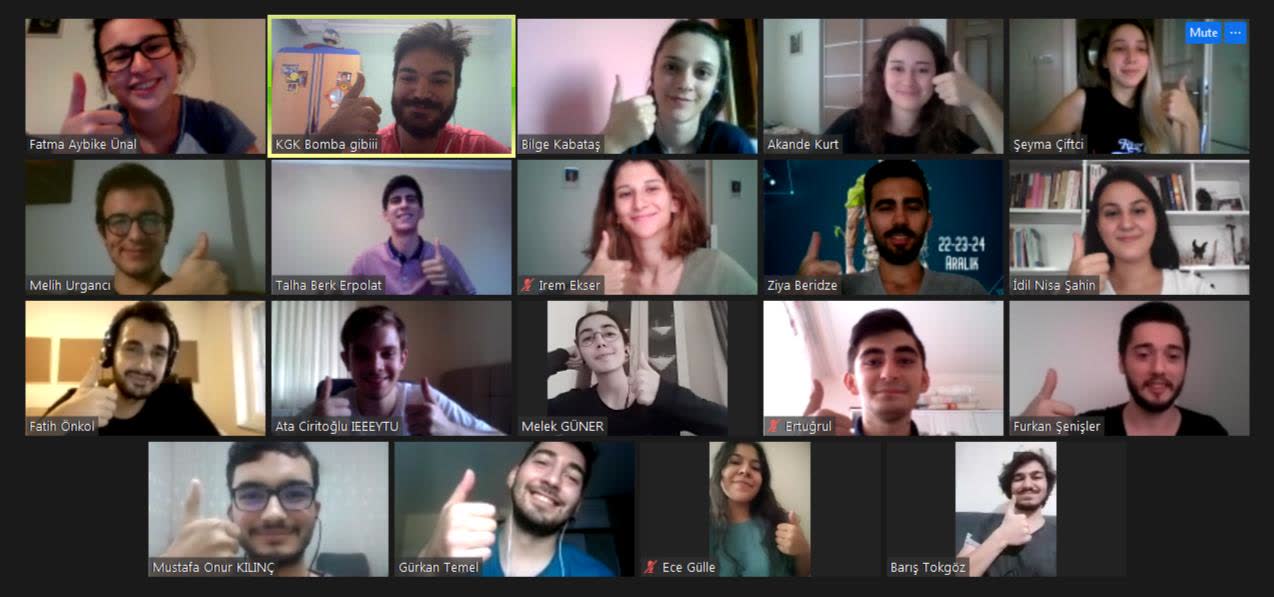 Mute ...
Fatma Aybike Ünal
KGK Bomba gibiii
Bilge Kabataş
Akande Kurt
Şeyma Çiftci
Melih Urgancı
Talha Berk Erpolat
Irem Ekser
22-23-24
ARALIK
Ziya Beridze
İdil Nisa Şahin
Fatih Önkol
Ata Ciritoğlu IEEEYTU
Melek GÜNER
Ertuğrul
Furkan Şenişler
Mustafa Onur KILINÇ
Gürkan Temel
Ece Gülle
Barış Tokgöz